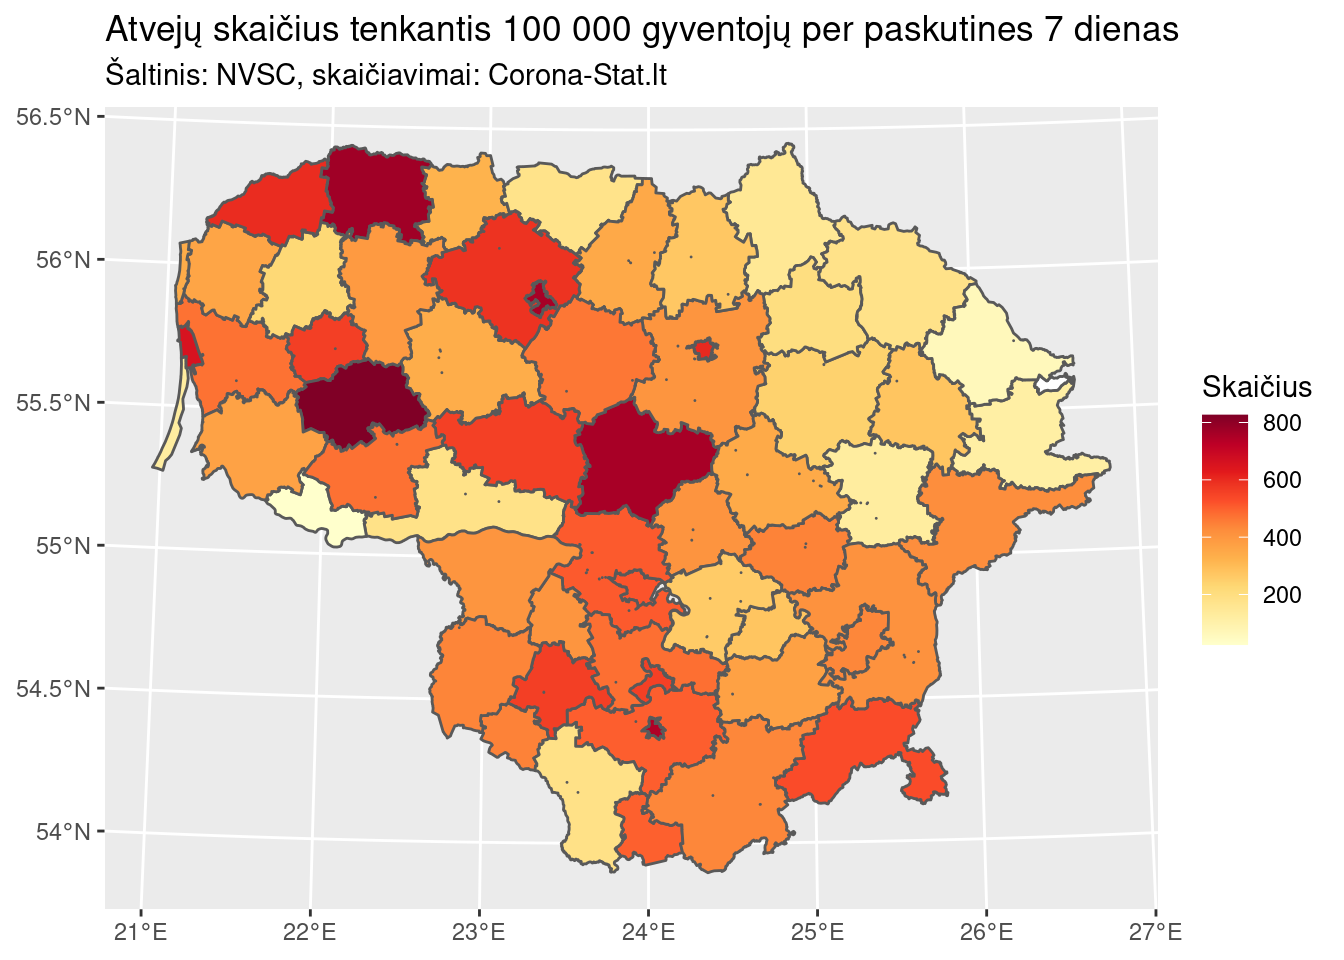 Atvejų skaičius tenkantis 100 000 gyventojų per paskutines 7 dienas
Šaltinis: NVSC, skaičiavimai: Corona-Stat.lt
56.5°N
56°N
55.5°N
55°N
54.5°N
54°N
21°E
22°E
23°E
24°E
25°E
26°E
27°E
Skaičius
800
600
400
200